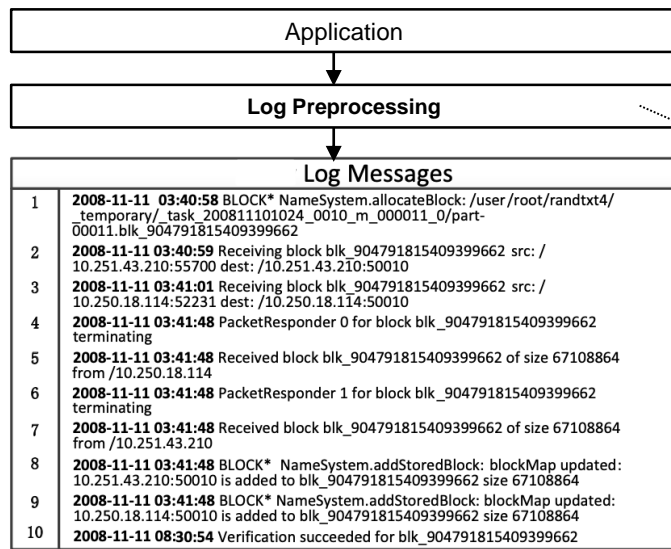 Application
Log Preprocessing
Log Messages
1 2008-11-11 03:40:58 BLOCK* NameSystem.allocateBlock: /user/root/randtxt4/
_temporary/_task_200811101024_0010_m_000011_0/part-
00011.blk_904791815409399662
2 2008-11-11 03:40:59 Receiving block blk_904791815409399662 src: /
10.251.43.210:55700 dest: /10.251.43.210:50010
3 2008-11-11 03:41:01 Receiving block blk_904791815409399662 src: /
10.250.18.114:52231 dest: /10.250.18.114:50010
4 2008-11-11 03:41:48 PacketResponder 0 for block blk_904791815409399662
terminating
5 2008-11-11 03:41:48 Received block blk_904791815409399662 of size 67108864
from /10.250.18.114
6 2008-11-11 03:41:48 PacketResponder 1 for block blk_904791815409399662
terminating
7 2008-11-11 03:41:48 Received block blk_904791815409399662 of size 67108864
from /10.251.43.210
8 2008-11-11 03:41:48 BLOCK* NameSystem.addStoredBlock: blockMap updated:
10.251.43.210:50010 is added to blk_904791815409399662 size 67108864
9 2008-11-11 03:41:48 BLOCK* NameSystem.addStoredBlock: blockMap updated:
10.250.18.114:50010 is added to blk_904791815409399662 size 67108864
10 2008-11-11 08:30:54 Verification succeeded for blk_904791815409399662